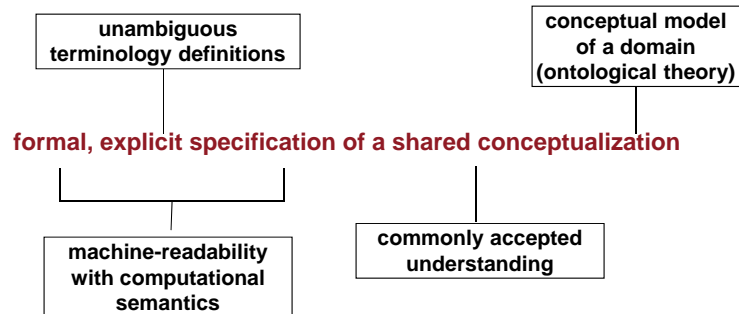 unambiguous
terminology definitions
conceptual model
of a domain
(ontological theory)
formal, explicit specification of a shared conceptualization
machine-readability
with computational
semantics
commonly accepted
understanding